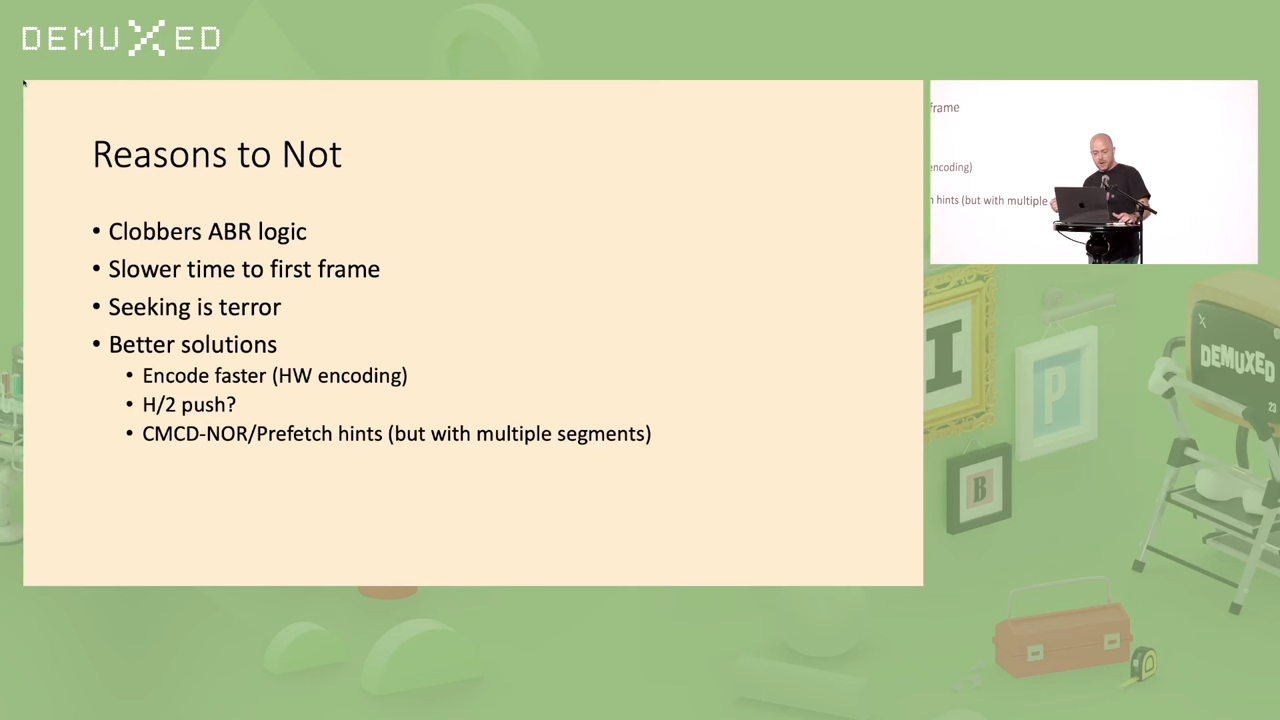 DEMUXED
Reasons to Not
• Clobbers ABR logic
• Slower time to first frame
• Seeking is terror
• Better solutions
• Encode faster (HW encoding)
• H/2 push?
• CMCD-NOR/Prefetch hints (but with multiple segments)
frame
encoding)
hints (but with multiple
I
P
B
DEMUXED
23